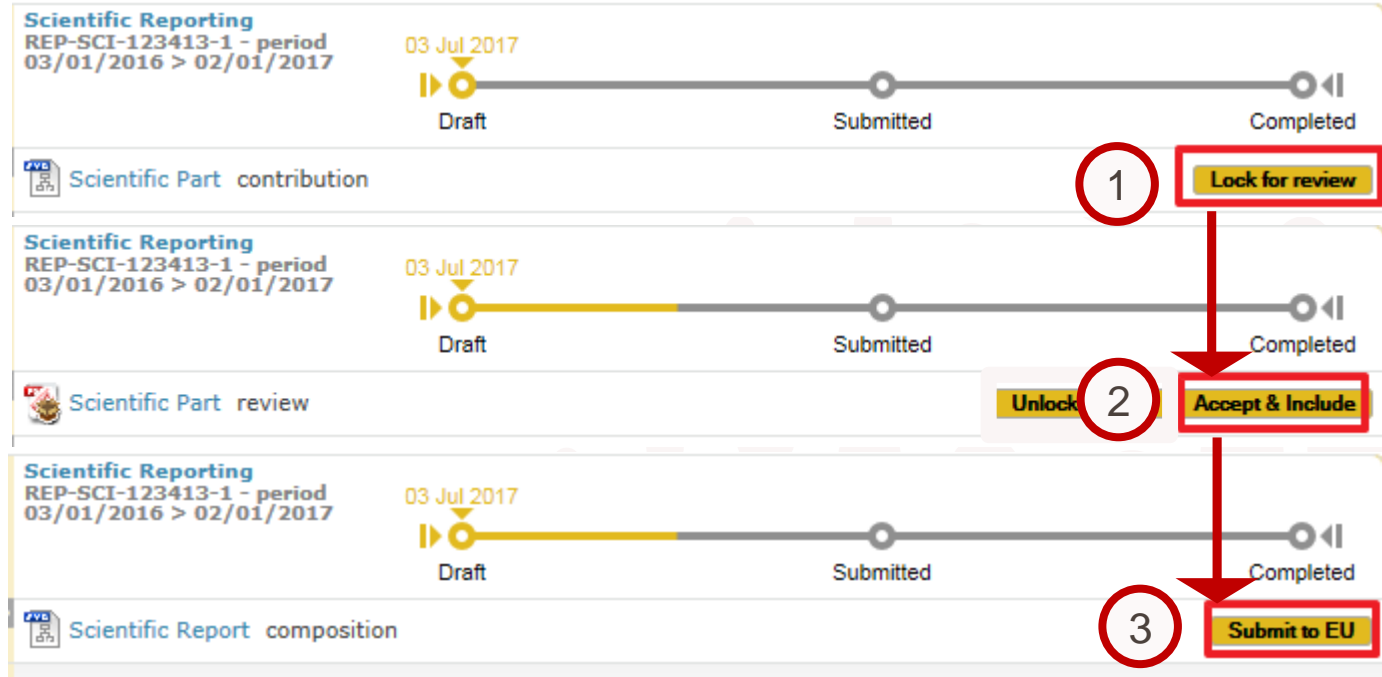 Scientific Reporting
REP-SCI-123413-1 - period
03/01/2016 > 02/01/2017
03 Jul 2017
Draft Submitted Completed
Scientific Part contribution 1 Lock for review
Scientific Reporting
REP-SCI-123413-1 - period
03/01/2016 > 02/01/2017
03 Jul 2017
Draft Submitted Completed
Scientific Part review Unlock 2 Accept & Include
Scientific Reporting
REP-SCI-123413-1 - period
03/01/2016 > 02/01/2017
03 Jul 2017
Draft Submitted Completed
Scientific Report composition 3 Submit to EU